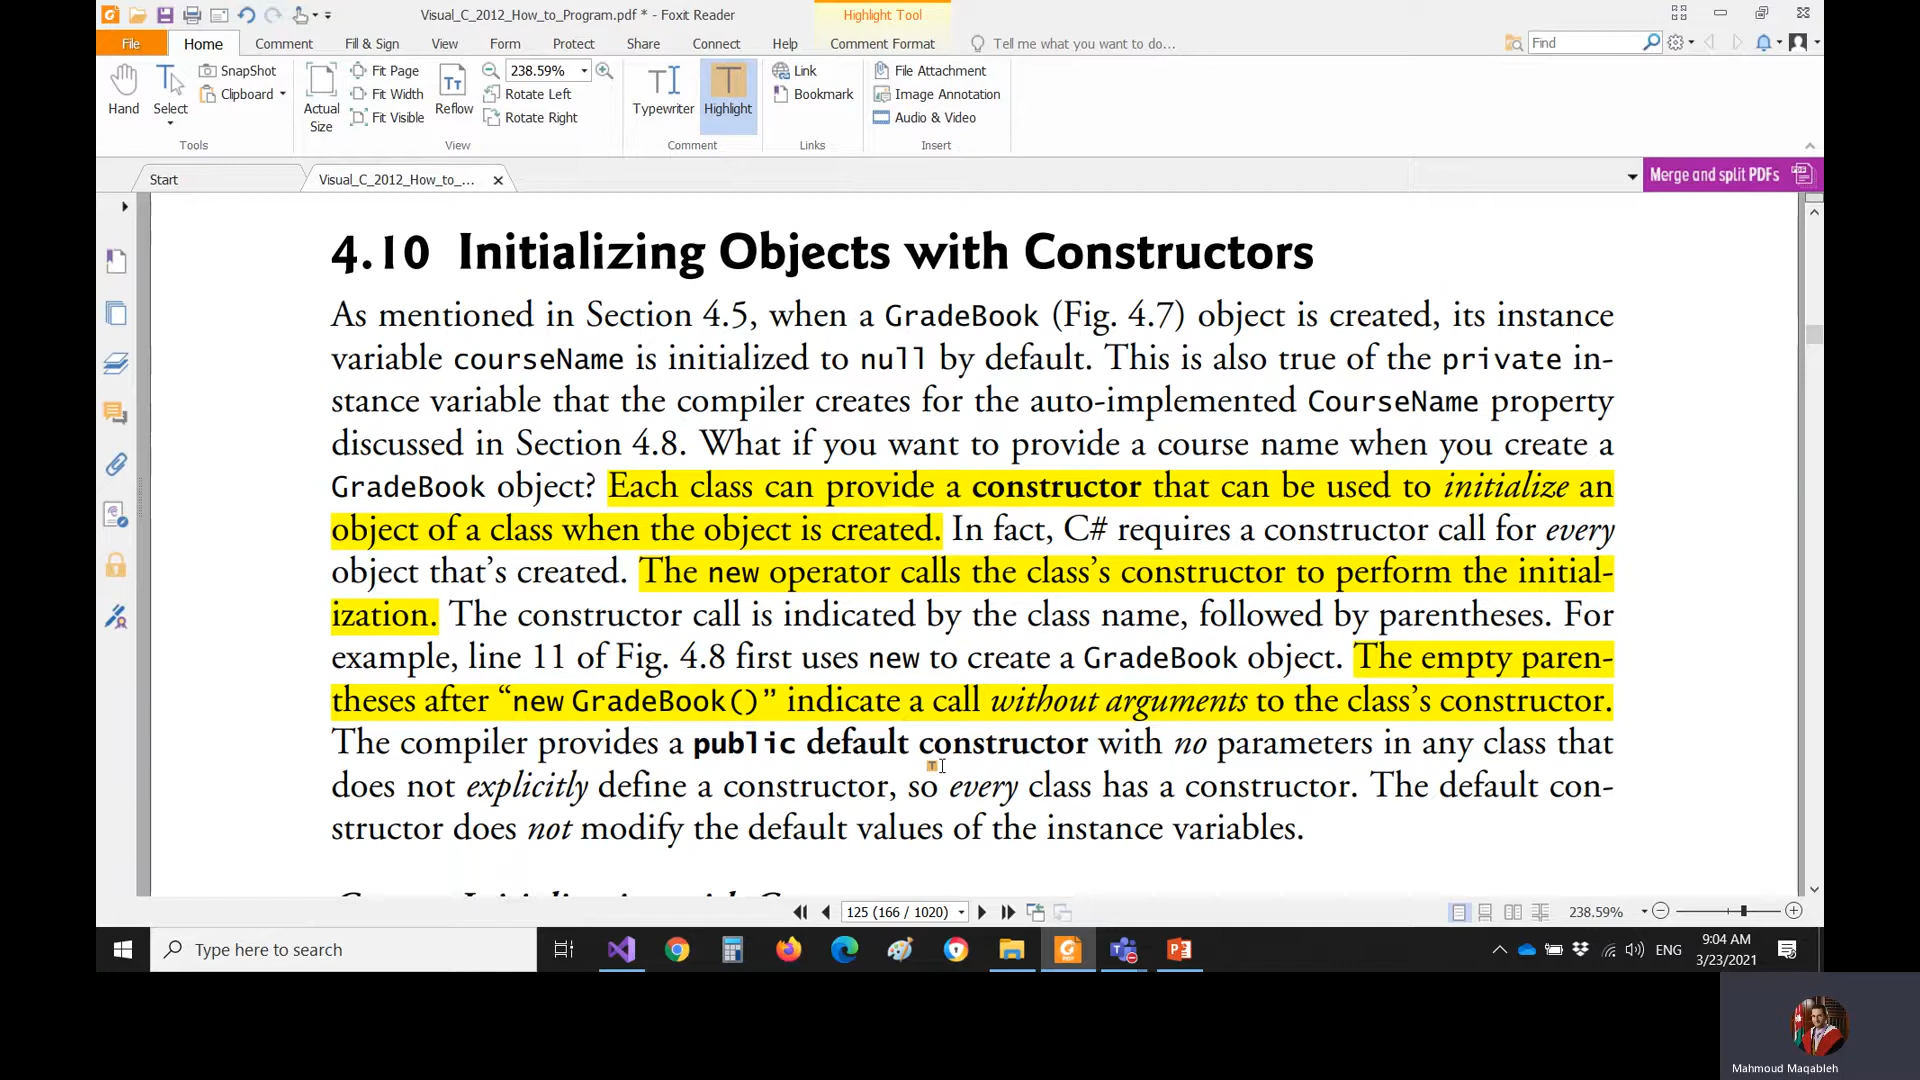 Visual_C_2012_How_to_Program.pdf * - Foxit Reader
Highlight Tool
File
Home
Comment
Fill & Sign
View
Form
Protect
Share
Connect
Help
Comment Format
Tell me what you want to do...
Find
Hand
Select
SnapShot
Clipboard
Tools
Actual
Size
Fit Page
Fit Width
Fit Visible
Reflow
238.59%
Rotate Left
Rotate Right
View
Typewriter
Highlight
Comment
Link
Bookmark
Links
File Attachment
Image Annotation
Audio & Video
Insert
Start
Visual_C_2012_How_to_...
Merge and split PDFs
4.10 Initializing Objects with Constructors
As mentioned in Section 4.5, when a GradeBook (Fig. 4.7) object is created, its instance
variable courseName is initialized to null by default. This is also true of the private in-
stance variable that the compiler creates for the auto-implemented CourseName property
discussed in Section 4.8. What if you want to provide a course name when you create a
GradeBook object? Each class can provide a constructor that can be used to initialize an
object of a class when the object is created. In fact, C# requires a constructor call for every
object that’s created. The new operator calls the class’s constructor to perform the initial-
ization. The constructor call is indicated by the class name, followed by parentheses. For
example, line 11 of Fig. 4.8 first uses new to create a GradeBook object. The empty paren-
theses after “new GradeBook()” indicate a call without arguments to the class’s constructor.
The compiler provides a public default constructor with no parameters in any class that
does not explicitly define a constructor, so every class has a constructor. The default con-
structor does not modify the default values of the instance variables.
125 (166 / 1020)
238.59%
Type here to search
ENG
9:04 AM
3/23/2021
Mahmoud Maqableh